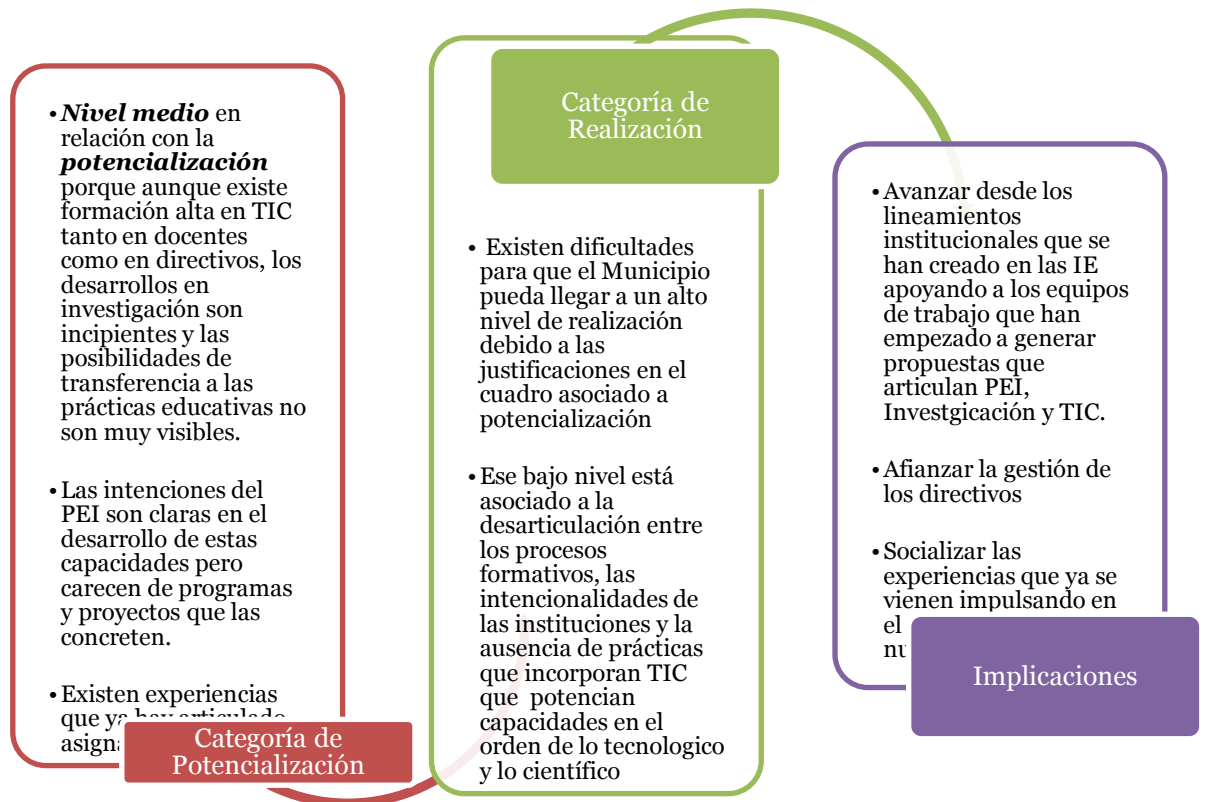 •Nivel medio en
relación con la
potencialización
porque aunque existe
formación alta en TIC
tanto en docentes
como en directivos, los
desarrollos en
investigación son
incipientes y las
posibilidades de
transferencia a las
prácticas educativas no
son muy visibles.
•Las intenciones del
PEI son claras en el
desarrollo de estas
capacidades pero
carecen de programas
y proyectos que las
concreten.
•Existen experiencias
que ya hay articulado
Categoría de
Potencialización
Categoría de
Realización
• Existen dificultades
para que el Municipio
pueda llegar a un alto
nivel de realización
debido a las
justificaciones en el
cuadro asociado a
potencialización
•Ese bajo nivel está
asociado a la
desarticulación entre
los procesos
formativos, las
intencionalidades de
las instituciones y la
ausencia de prácticas
que incorporan TIC
que potencian
capacidades en el
orden de lo tecnologico
y lo científico
•Avanzar desde los
lineamientos
institucionales que se
han creado en las IE
apoyando a los equipos
de trabajo que han
empezado a generar
propuestas que
articulan PEI,
Investgicación y TIC.
•Afianzar la gestión de
los directivos
•Socializar las
experiencias que ya se
vienen impulsando en
el
Implicaciones